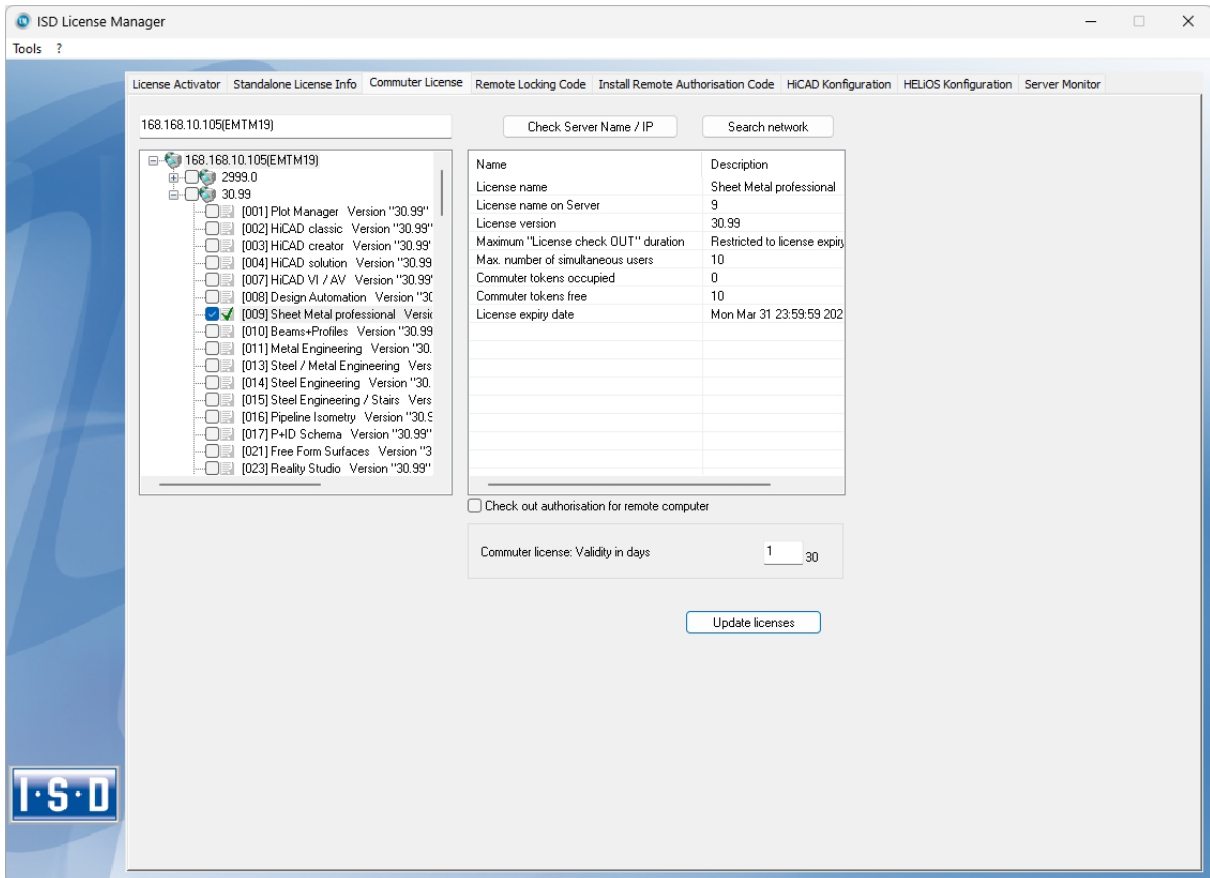 ISD License Manager
Tools ?
License Activator Standalone License Info Commuter License Remote Locking Code Install Remote Authorisation Code HiCAD Konfiguration HELiOS Konfiguration Server Monitor
168.168.10.105(EMTM19) Check Server Name / IP Search network
168.168.10.105(EMTM19)
2999.0
30.99
[001] Plot Manager Version "30.99"
[002] HiCAD classic Version "30.99"
[003] HiCAD creator Version "30.99'
[004] HiCAD solution Version "30.99
[007] HiCAD VI / AV Version "30.99'
[008] Design Automation Version "30
[009] Sheet Metal professional Versio
[010] Beams+Profiles Version "30.99
[011] Metal Engineering Version "30.
[013] Steel / Metal Engineering Vers
[014] Steel Engineering Version "30.
[015] Steel Engineering / Stairs Vers
[016] Pipeline Isometry Version "30.9
[017] P+ID Schema Version "30.99"
[021] Free Form Surfaces Version "3
[023] Reality Studio Version "30.99"
Name Description
License name Sheet Metal professional
License name on Server 9
License version 30.99
Maximum "License check OUT" duration Restricted to license expiry
Max. number of simultaneous users 10
Commuter tokens occupied 0
Commuter tokens free 10
License expiry date Mon Mar 31 23:59:59 202
Check out authorisation for remote computer
Commuter license: Validity in days 1 30
Update licenses
I·S·D